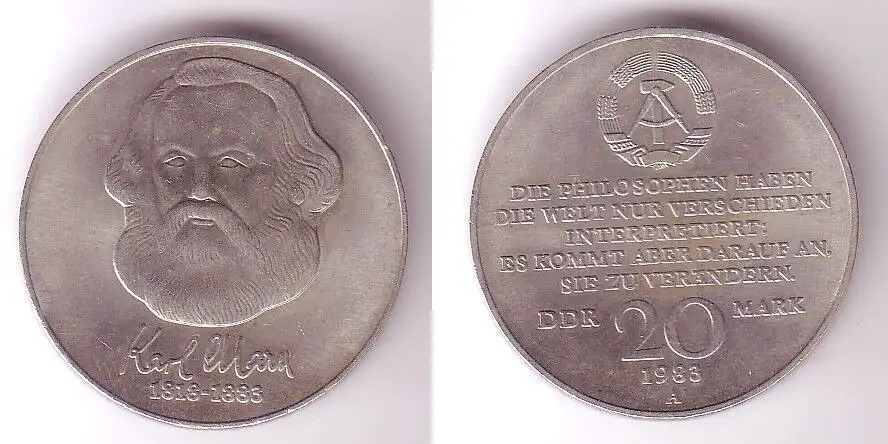 Karl Marx
1818-1883
DIE PHILOSOPHEN HABEN
DIE WELT NUR VERSCHIEDEN
INTERPRETIERT;
ES KOMMT ABER DARAUF AN,
SIE ZU VERÄNDERN.
DDR 20 MARK
1983
A